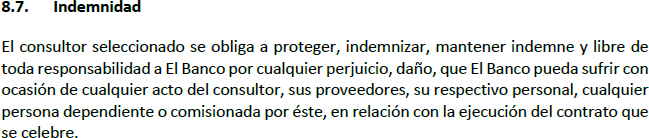 8.7. Indemnidad
El consultor seleccionado se obliga a proteger, indemnizar, mantener indemne y libre de
toda responsabilidad a El Banco por cualquier perjuicio, daño, que El Banco pueda sufrir con
ocasión de cualquier acto del consultor, sus proveedores, su respectivo personal, cualquier
persona dependiente o comisionada por éste, en relación con la ejecución del contrato que
se celebre.